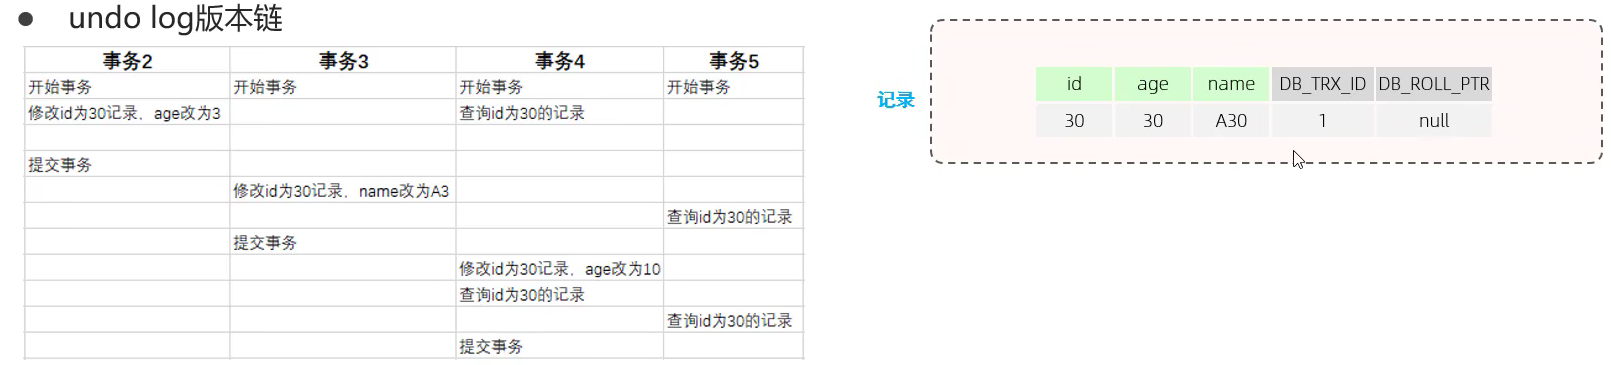 ● undo log版本链
事务2 事务3 事务4 事务5
开始事务 开始事务 开始事务 开始事务
修改id为30记录，age改为3 查询id为30的记录
提交事务
修改id为30记录，name改为A3
查询id为30的记录
提交事务
修改id为30记录，age改为10
查询id为30的记录
查询id为30的记录
提交事务
记录
id age name DB_TRX_ID DB_ROLL_PTR
30 30 A30 1 null